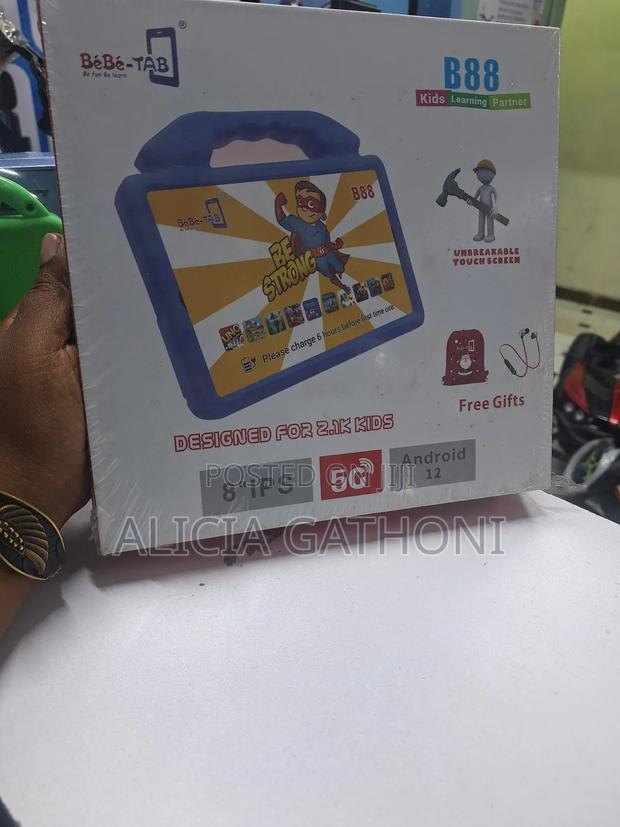 BéBé-TAB®
Be fun Be learn
B88
Kids Learning Partner
BéBé-TAB
B88
BE
STRONG
UNO
Please charge 6 hours before first time use
UNBREAKABLE
TOUCH SCREEN
Free Gifts
DESIGNED FOR 2.1K KIDS
8" IPS
5G
Android
12
POSTED ON JIJI
ALICIA GATHONI